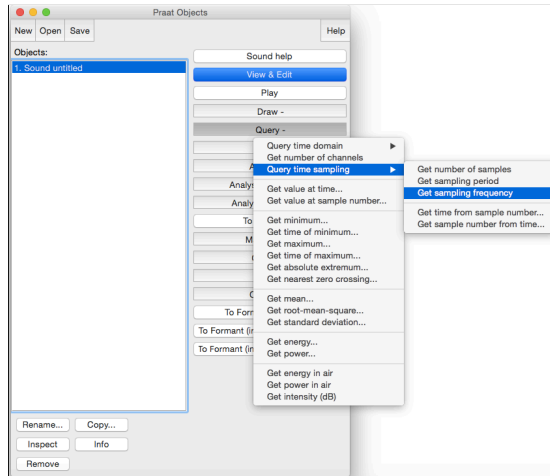 Praat Objects
New Open Save Help
Objects:
1. Sound untitled
Sound help
View & Edit
Play
Draw -
Query -
Query time domain
Get number of channels
Query time sampling
Get value at time...
Get value at sample number...
Get minimum...
Get time of minimum...
Get maximum...
Get time of maximum...
Get absolute extremum...
Get nearest zero crossing...
Get mean...
Get root-mean-square...
Get standard deviation...
Get energy...
Get power...
Get energy in air
Get power in air
Get intensity (dB)
Get number of samples
Get sampling period
Get sampling frequency
Get time from sample number...
Get sample number from time...
To
To Formant (in
Rename... Copy...
Inspect Info
Remove